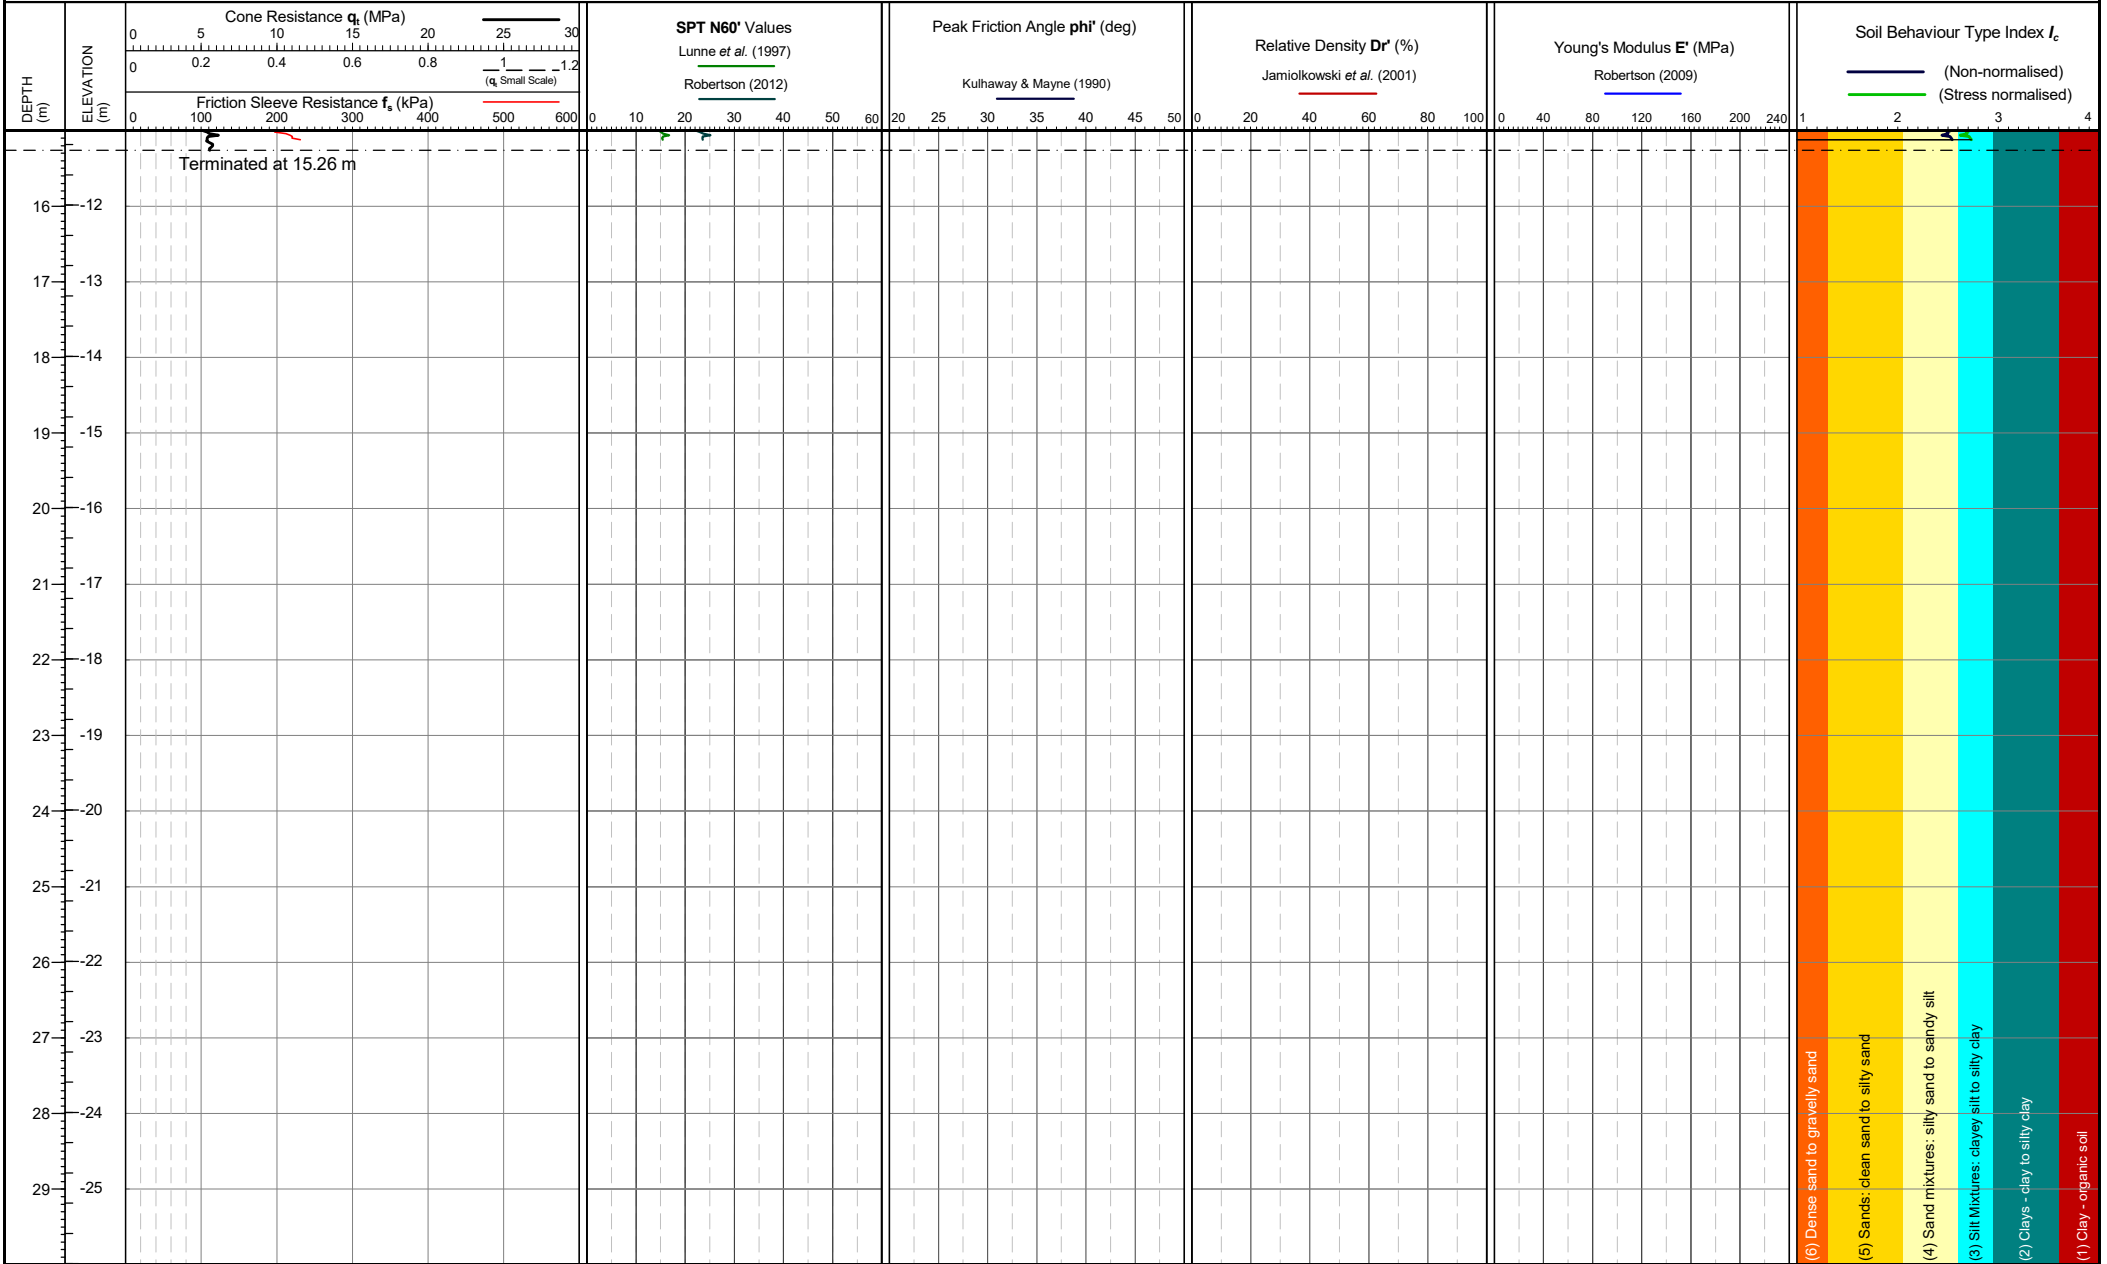 DEPTH
(m)
ELEVATION
(m)
Cone Resistance qt (MPa)
0 5 10 15 20 25 30
0 0.2 0.4 0.6 0.8 1 1.2
(qt Small Scale)
Friction Sleeve Resistance fs (kPa)
0 100 200 300 400 500 600
SPT N60' Values
Lunne et al. (1997)
Robertson (2012)
0 10 20 30 40 50 60
Peak Friction Angle phi' (deg)
Kulhaway & Mayne (1990)
20 25 30 35 40 45 50
Relative Density Dr' (%)
Jamiolkowski et al. (2001)
0 20 40 60 80 100
Young's Modulus E' (MPa)
Robertson (2009)
0 40 80 120 160 200 240
Soil Behaviour Type Index Ic
(Non-normalised)
(Stress normalised)
1 2 3 4
Terminated at 15.26 m
16 -12
17 -13
18 -14
19 -15
20 -16
21 -17
22 -18
23 -19
24 -20
25 -21
26 -22
27 -23
28 -24
29 -25
(6) Dense sand to gravelly sand
(5) Sands: clean sand to silty sand
(4) Sand mixtures: silty sand to sandy silt
(3) Silt Mixtures: clayey silt to silty clay
(2) Clays - clay to silty clay
(1) Clay - organic soil